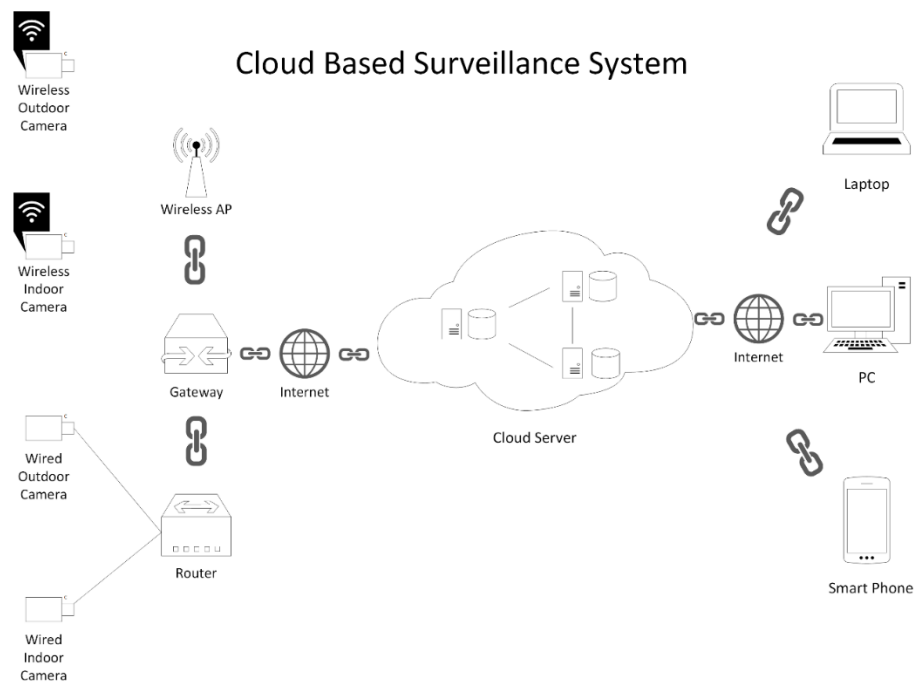 Cloud Based Surveillance System
Wireless
Outdoor
Camera
Wireless AP
Laptop
Wireless
Indoor
Camera
Gateway
Internet
Cloud Server
Internet
PC
Wired
Outdoor
Camera
Router
Smart Phone
Wired
Indoor
Camera